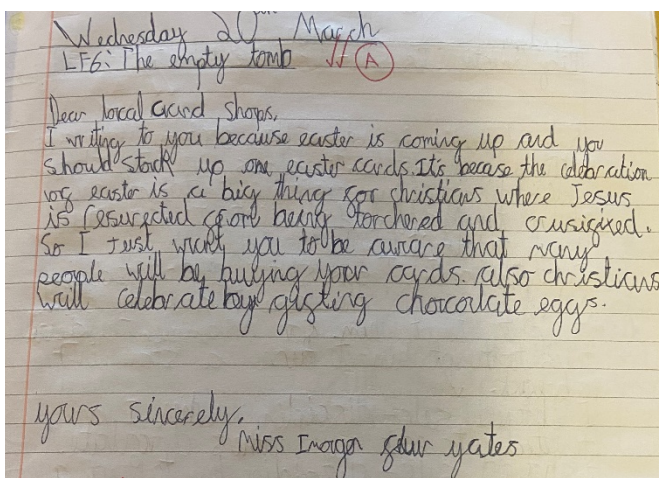 Wednesday 20th March
LF6: The empty tomb A
Dear local card shops,
I writing to you because easter is coming up and you
should stock up one easter cards. It's becase the celebration
of easter is a big thing for christians where Jesus
is resurected from being torchered and crusified.
So I just want you to be aware that many
people will be buying your cards. also christians
will celebrate by gifting chorcolate eggs.
yours sincerely,
Miss yates